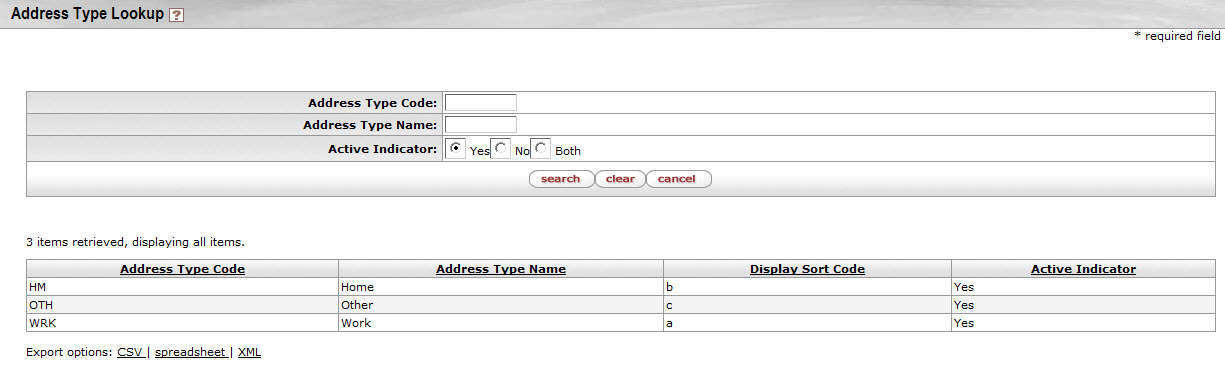 Address Type Lookup ?
* required field
Address Type Code:
Address Type Name:
Active Indicator: Yes No Both
search clear cancel
3 items retrieved, displaying all items.
Address Type Code Address Type Name Display Sort Code Active Indicator
HM Home b Yes
OTH Other c Yes
WRK Work a Yes
Export options: CSV | spreadsheet | XML